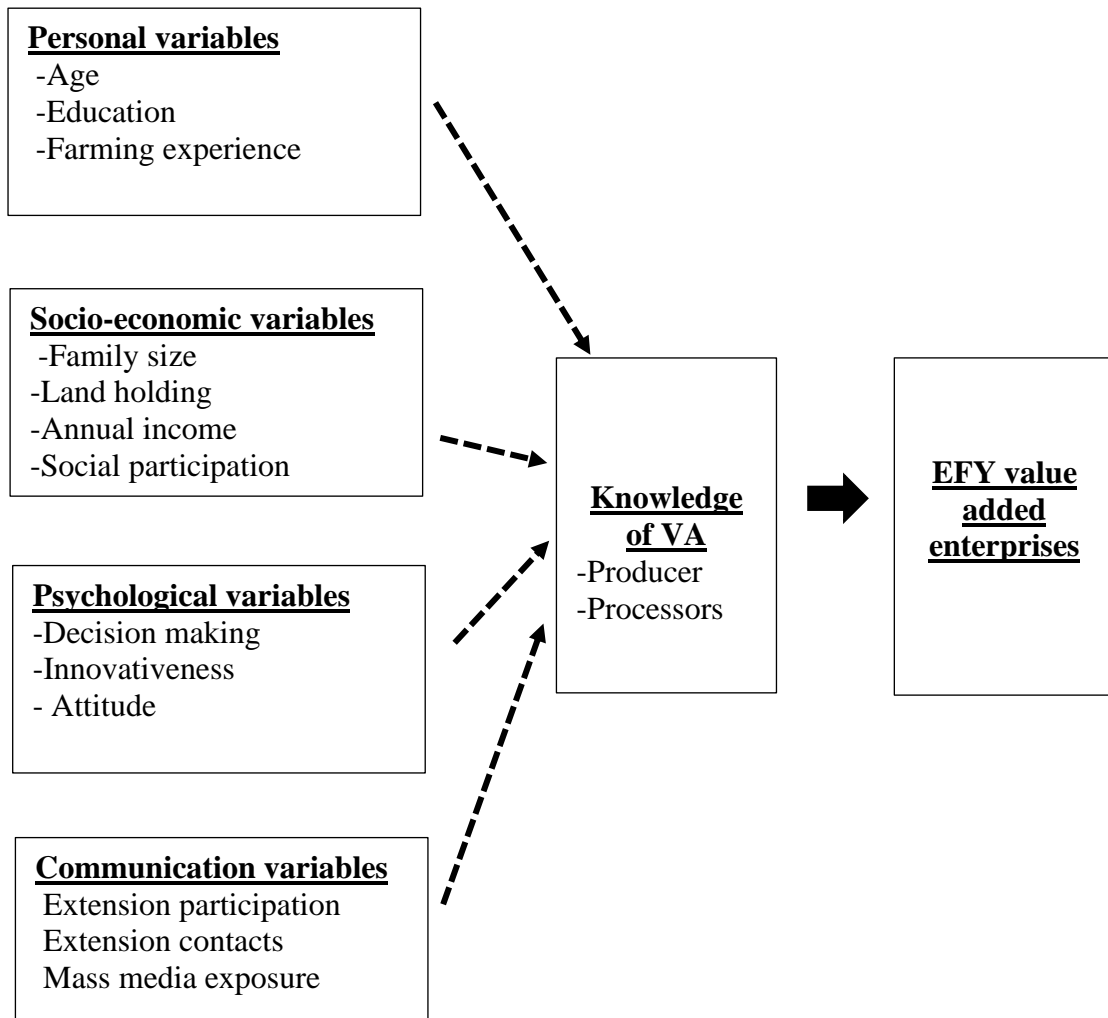 Personal variables
-Age
-Education
-Farming experience
Socio-economic variables
-Family size
-Land holding
-Annual income
-Social participation
Psychological variables
-Decision making
-Innovativeness
- Attitude
Communication variables
Extension participation
Extension contacts
Mass media exposure
Knowledge
of VA
-Producer
-Processors
EFY value
added
enterprises